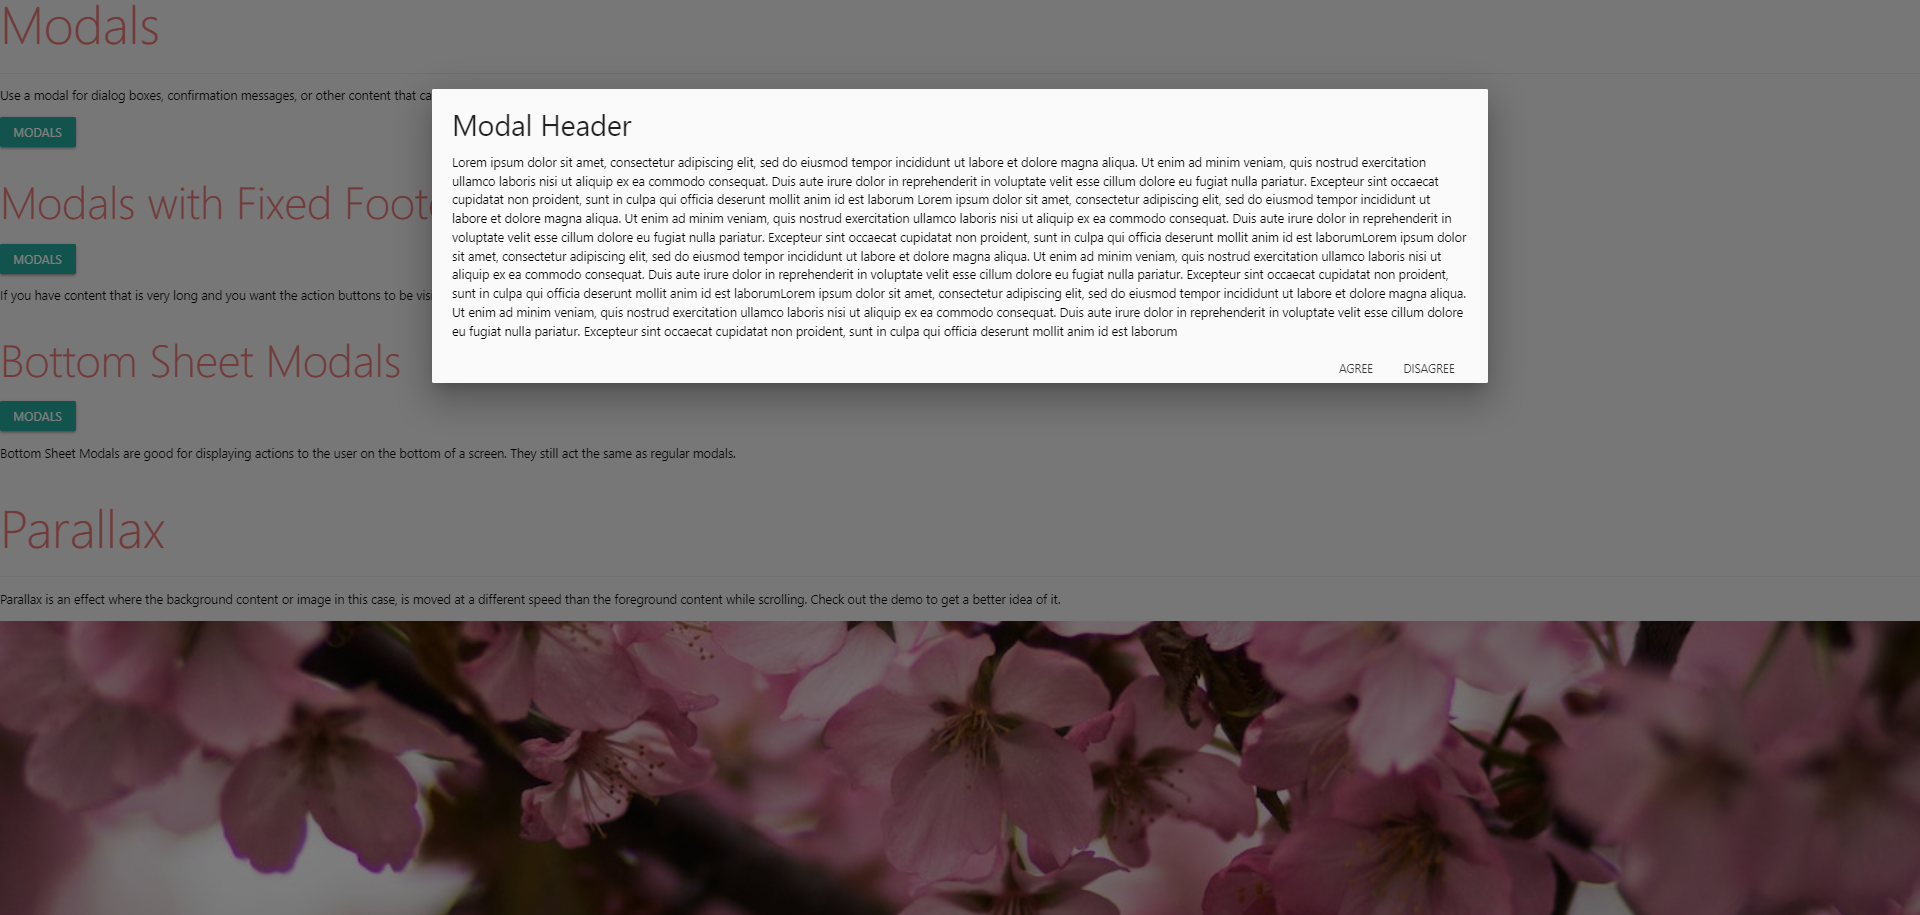 Modals
Use a modal for dialog boxes, confirmation messages, or other content that ca
MODALS
Modals with Fixed Foot
MODALS
If you have content that is very long and you want the action buttons to be vis
Bottom Sheet Modals
MODALS
Bottom Sheet Modals are good for displaying actions to the user on the bottom of a screen. They still act the same as regular modals.
Parallax
Parallax is an effect where the background content or image in this case, is moved at a different speed than the foreground content while scrolling. Check out the demo to get a better idea of it.
Modal Header
Lorem ipsum dolor sit amet, consectetur adipiscing elit, sed do eiusmod tempor incididunt ut labore et dolore magna aliqua. Ut enim ad minim veniam, quis nostrud exercitation
ullamco laboris nisi ut aliquip ex ea commodo consequat. Duis aute irure dolor in reprehenderit in voluptate velit esse cillum dolore eu fugiat nulla pariatur. Excepteur sint occaecat
cupidatat non proident, sunt in culpa qui officia deserunt mollit anim id est laborum Lorem ipsum dolor sit amet, consectetur adipiscing elit, sed do eiusmod tempor incididunt ut
labore et dolore magna aliqua. Ut enim ad minim veniam, quis nostrud exercitation ullamco laboris nisi ut aliquip ex ea commodo consequat. Duis aute irure dolor in reprehenderit in
voluptate velit esse cillum dolore eu fugiat nulla pariatur. Excepteur sint occaecat cupidatat non proident, sunt in culpa qui officia deserunt mollit anim id est laborumLorem ipsum dolor
sit amet, consectetur adipiscing elit, sed do eiusmod tempor incididunt ut labore et dolore magna aliqua. Ut enim ad minim veniam, quis nostrud exercitation ullamco laboris nisi ut
aliquip ex ea commodo consequat. Duis aute irure dolor in reprehenderit in voluptate velit esse cillum dolore eu fugiat nulla pariatur. Excepteur sint occaecat cupidatat non proident,
sunt in culpa qui officia deserunt mollit anim id est laborumLorem ipsum dolor sit amet, consectetur adipiscing elit, sed do eiusmod tempor incididunt ut labore et dolore magna aliqua.
Ut enim ad minim veniam, quis nostrud exercitation ullamco laboris nisi ut aliquip ex ea commodo consequat. Duis aute irure dolor in reprehenderit in voluptate velit esse cillum dolore
eu fugiat nulla pariatur. Excepteur sint occaecat cupidatat non proident, sunt in culpa qui officia deserunt mollit anim id est laborum
AGREE DISAGREE